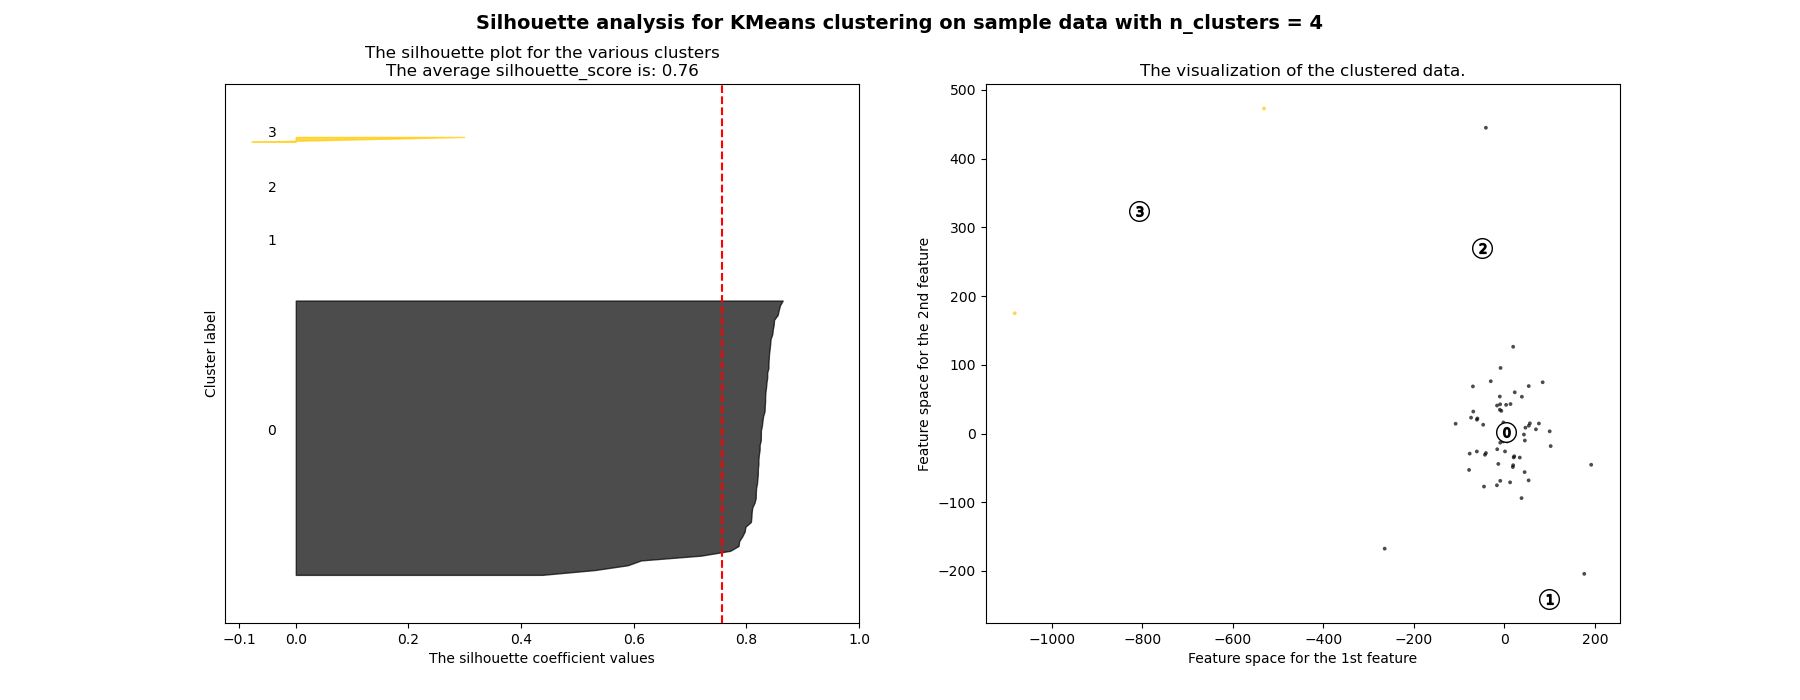 Silhouette analysis for KMeans clustering on sample data with n_clusters = 4
The silhouette plot for the various clusters
The average silhouette_score is: 0.76
3
2
1
0
Cluster label
−0.1 0.0 0.2 0.4 0.6 0.8 1.0
The silhouette coefficient values
The visualization of the clustered data.
500
400
300
200
100
0
−100
−200
Feature space for the 2nd feature
3
2
0
1
−1000 −800 −600 −400 −200 0 200
Feature space for the 1st feature